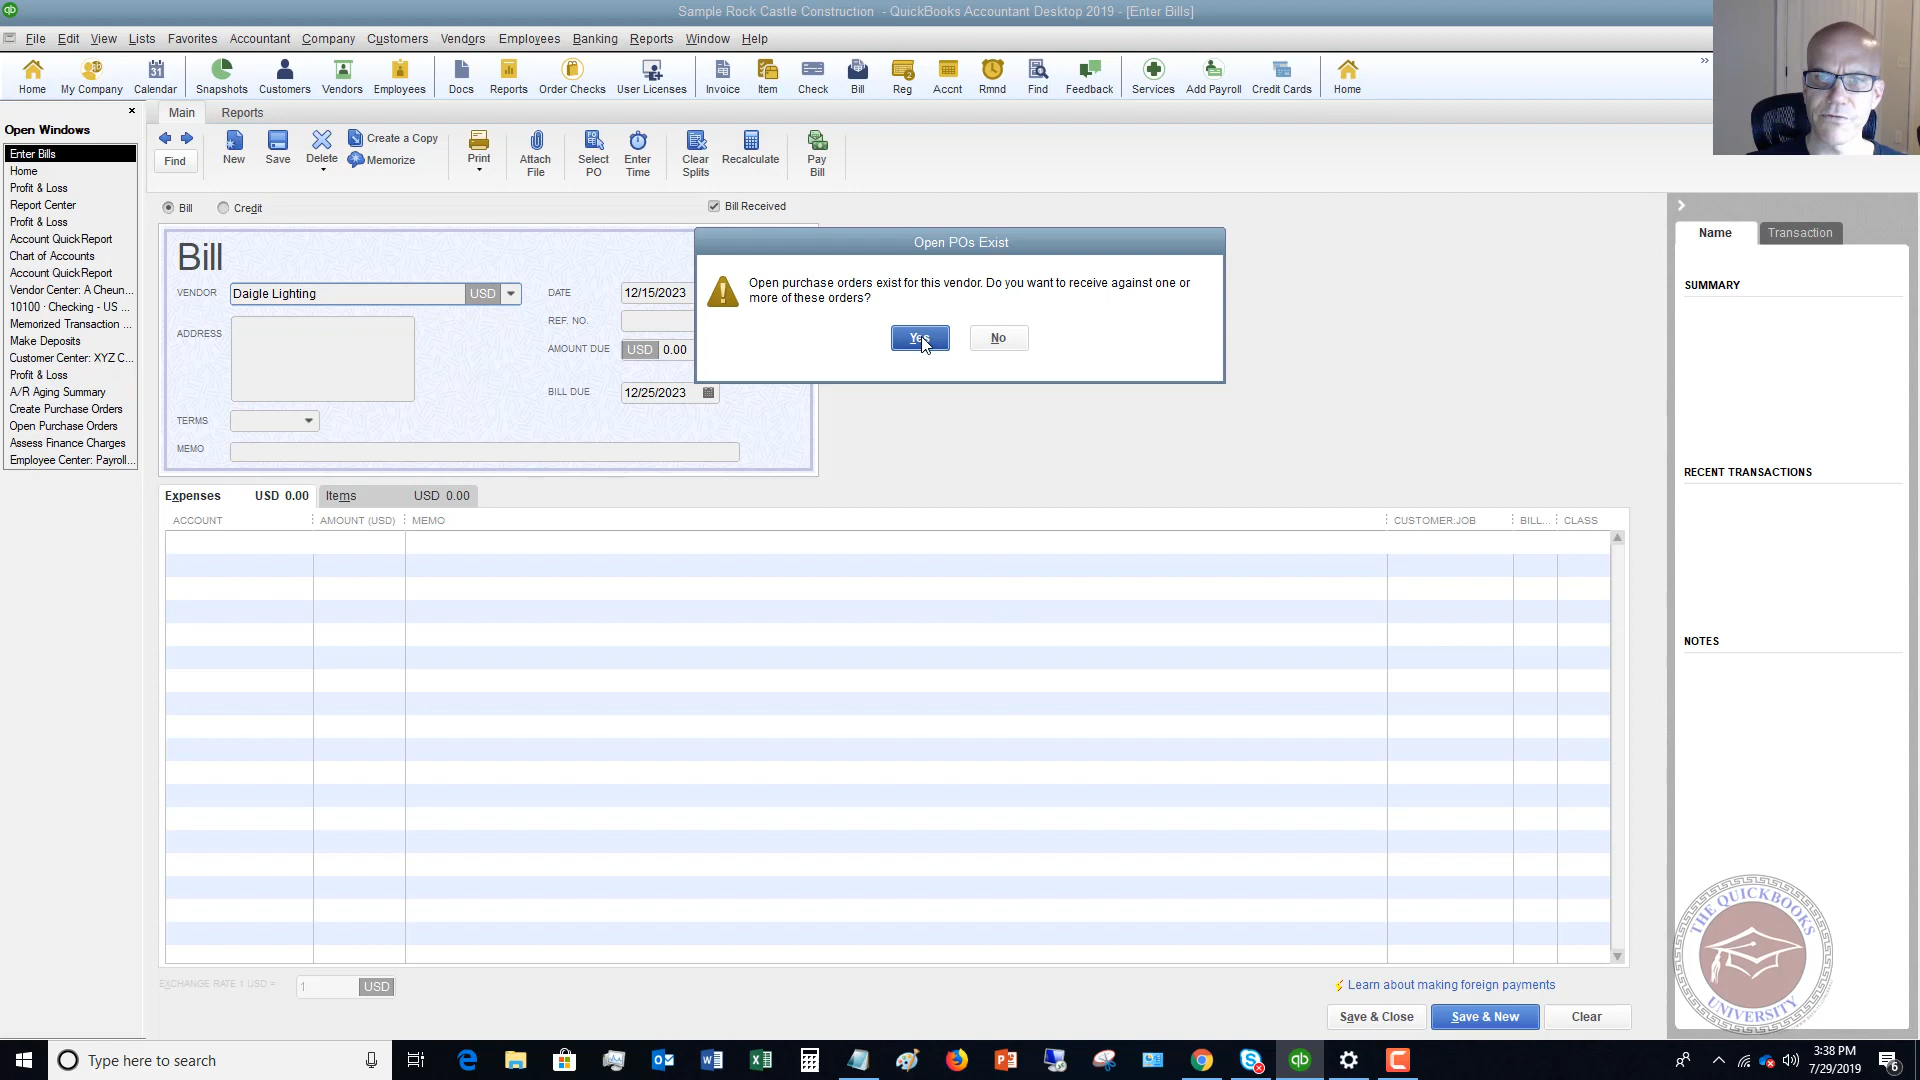 Sample Rock Castle Construction - QuickBooks Accountant Desktop 2019 - [Enter Bills]
File Edit View Lists Favorites Accountant Company Customers Vendors Employees Banking Reports Window Help
Home My Company Calendar Snapshots Customers Vendors Employees Docs Reports Order Checks User Licenses Invoice Item Check Bill Reg Accnt Rmnd Find Feedback Services Add Payroll Credit Cards Home
31
Open Windows
Enter Bills
Home
Profit & Loss
Report Center
Profit & Loss
Account QuickReport
Chart of Accounts
Account QuickReport
Vendor Center: A Cheun...
10100 · Checking - US ...
Memorized Transaction ...
Make Deposits
Customer Center: XYZ C...
Profit & Loss
A/R Aging Summary
Create Purchase Orders
Open Purchase Orders
Assess Finance Charges
Employee Center: Payroll...
Main Reports
Find
New
Save
Delete
Create a Copy
Memorize
Print
Attach
File
Select
PO
Enter
Time
Clear
Splits
Recalculate
Pay
Bill
Bill Credit Bill Received
Bill
VENDOR Daigle Lighting USD
DATE 12/15/2023
REF. NO.
ADDRESS
AMOUNT DUE USD 0.00
BILL DUE 12/25/2023
TERMS
MEMO
Open POs Exist
Open purchase orders exist for this vendor. Do you want to receive against one or
more of these orders?
Yes No
Expenses USD 0.00 Items USD 0.00
ACCOUNT AMOUNT (USD) MEMO CUSTOMER:JOB BILL... CLASS
EXCHANGE RATE 1 USD = 1 USD
Learn about making foreign payments
Save & Close Save & New Clear
Name Transaction
SUMMARY
RECENT TRANSACTIONS
NOTES
THE QUICKBOOKS
UNIVERSITY
Type here to search
3:38 PM
7/29/2019
6